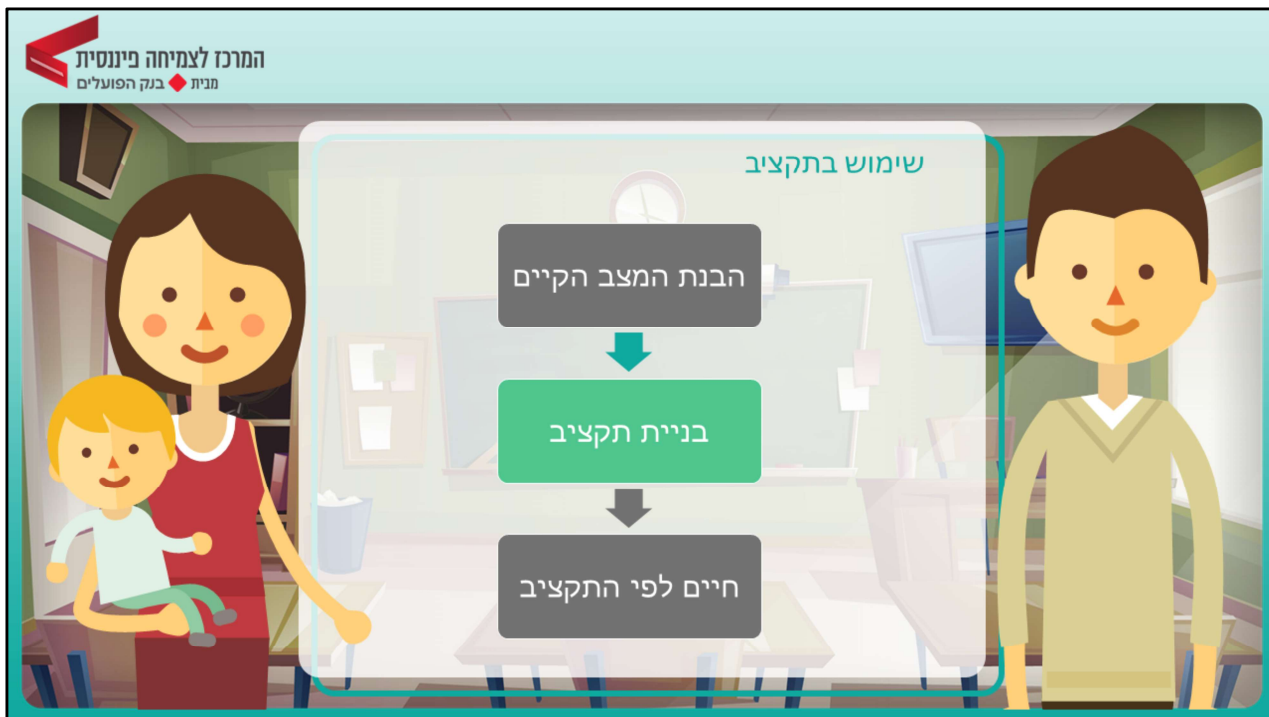 המרכז לצמיחה פיננסית
מבית בנק הפועלים
שימוש בתקציב
הבנת המצב הקיים
בניית תקציב
חיים לפי התקציב